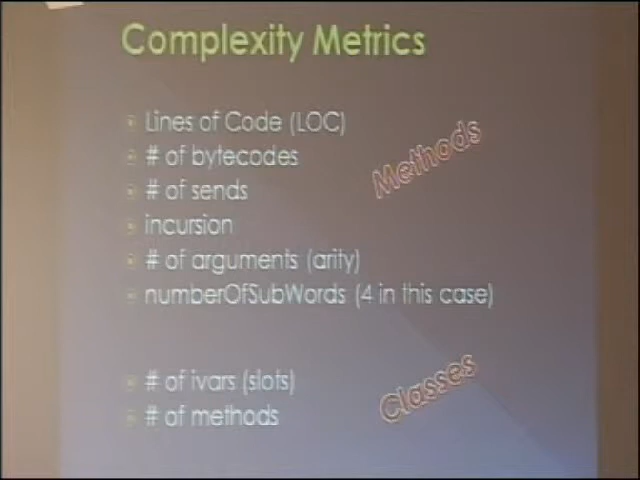 Complexity Metrics
Lines of Code (LOC)
# of bytecodes
# of sends
incursion
# of arguments (arity)
numberOfSubWords (4 in this case)
Methods
# of ivars (slots)
# of methods
Classes